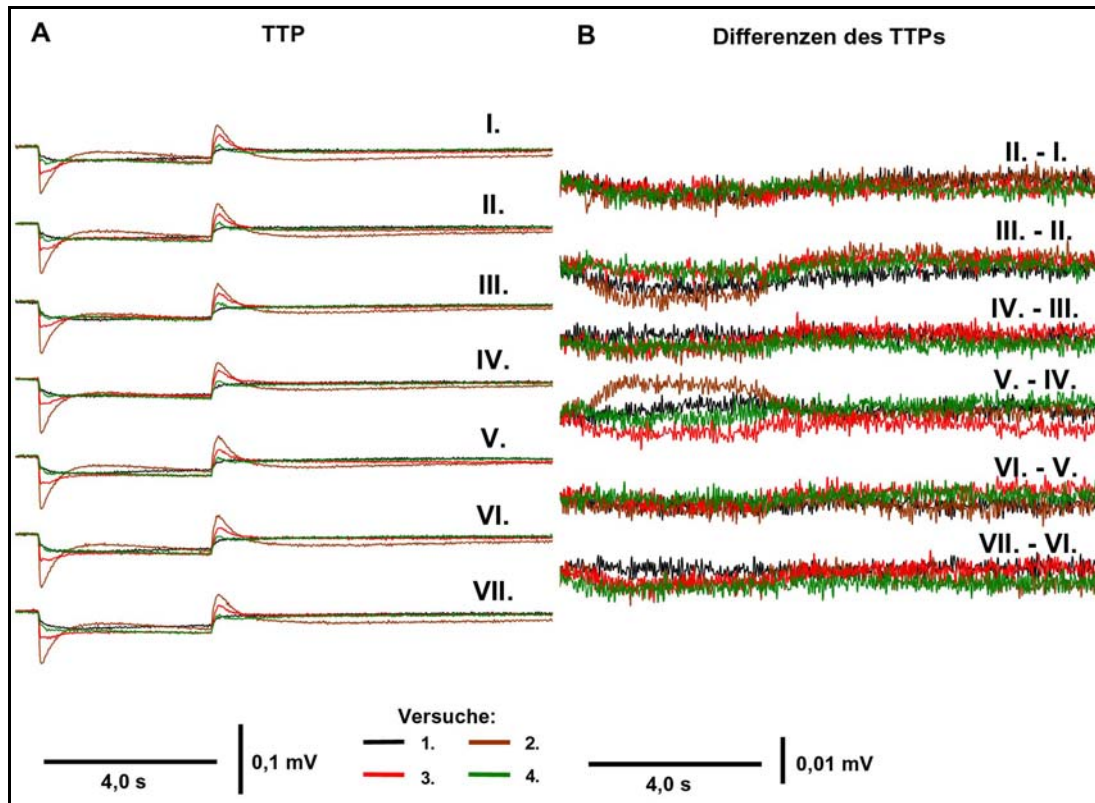 A
TTP
I.
II.
III.
IV.
V.
VI.
VII.
4,0 s
0,1 mV
Versuche:
1. 2.
3. 4.
B
Differenzen des TTPs
II. - I.
III. - II.
IV. - III.
V. - IV.
VI. - V.
VII. - VI.
4,0 s
0,01 mV